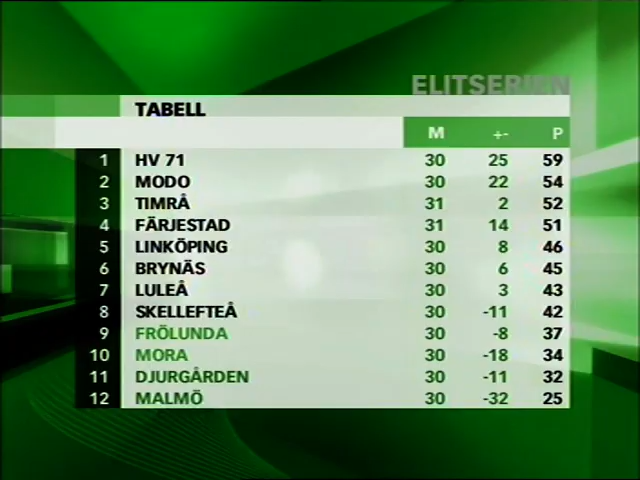 ELITSERIEN
TABELL
M +- P
1 HV 71 30 25 59
2 MODO 30 22 54
3 TIMRÅ 31 2 52
4 FÄRJESTAD 31 14 51
5 LINKÖPING 30 8 46
6 BRYNÄS 30 6 45
7 LULEÅ 30 3 43
8 SKELLEFTEÅ 30 -11 42
9 FRÖLUNDA 30 -8 37
10 MORA 30 -18 34
11 DJURGÅRDEN 30 -11 32
12 MALMÖ 30 -32 25